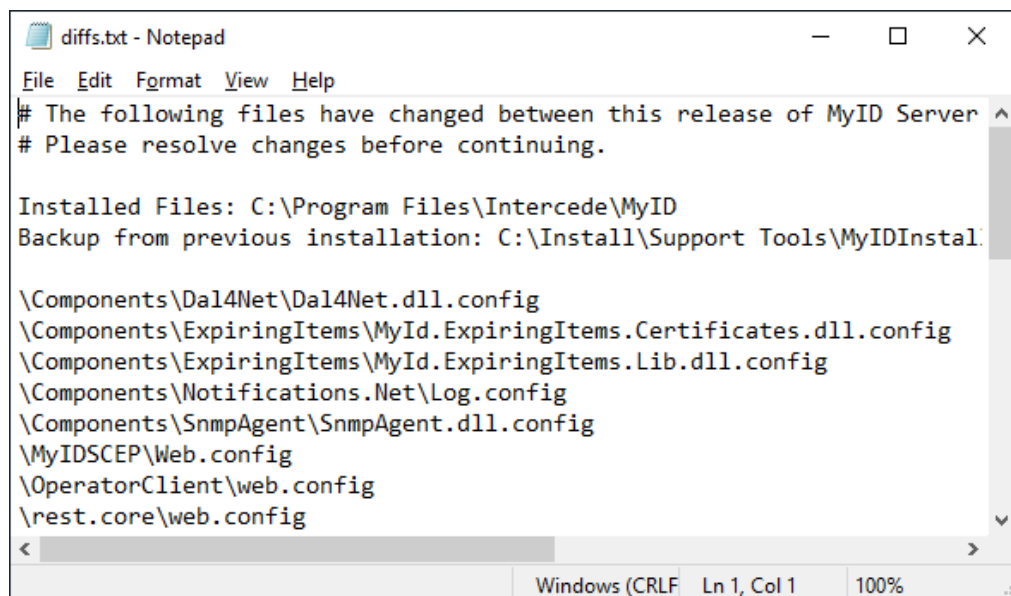 diffs.txt - Notepad
File Edit Format View Help
# The following files have changed between this release of MyID Server
# Please resolve changes before continuing.
Installed Files: C:\Program Files\Intercede\MyID
Backup from previous installation: C:\Install\Support Tools\MyIDInstal
\Components\Dal4Net\Dal4Net.dll.config
\Components\ExpiringItems\MyId.ExpiringItems.Certificates.dll.config
\Components\ExpiringItems\MyId.ExpiringItems.Lib.dll.config
\Components\Notifications.Net\Log.config
\Components\SnmpAgent\SnmpAgent.dll.config
\MyIDSCEP\Web.config
\OperatorClient\web.config
\rest.core\web.config
Windows (CRLF Ln 1, Col 1 100%